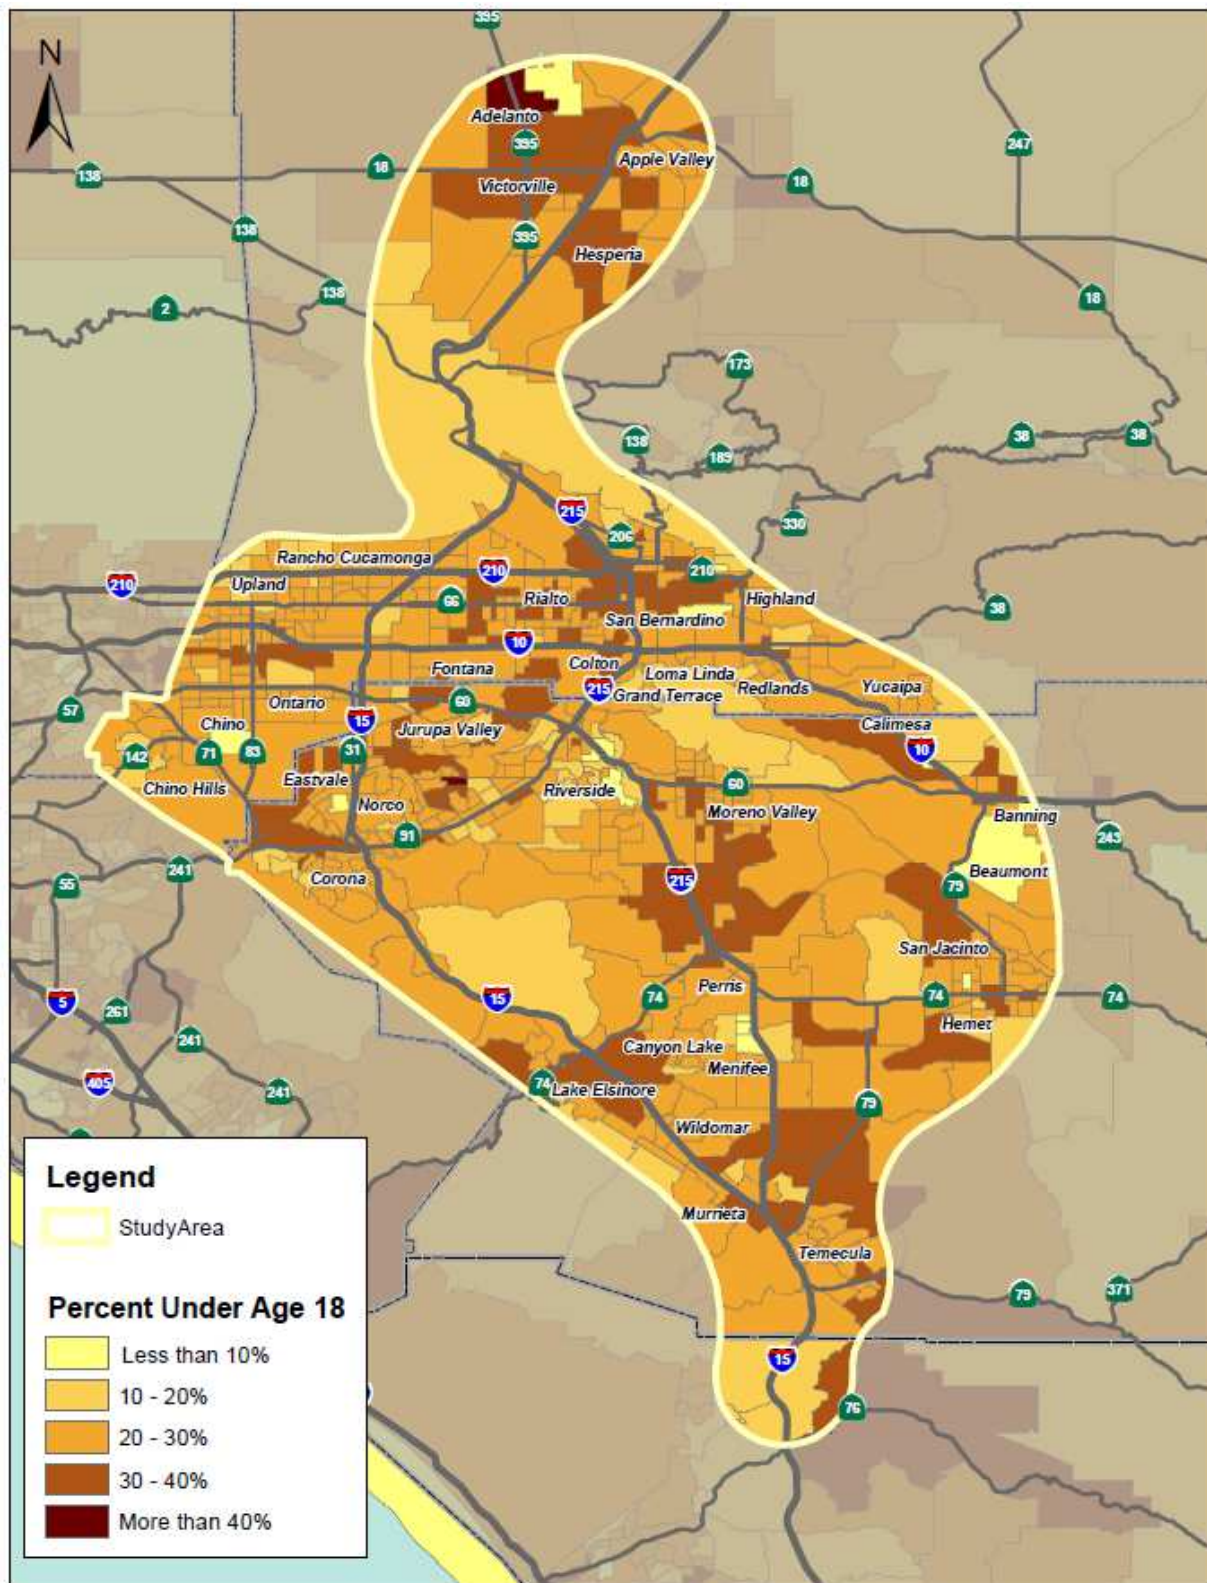 395
N
Adelanto
395
247
Apple Valley
138
18
18
Victorville
138
395
Hesperia
138
2
18
173
138
38
38
189
215
330
206
Rancho Cucamonga
210
210
210
Upland
66
Rialto
Highland
38
San Bernardino
10
Fontana
Colton
Loma Linda
215
Grand Terrace
Redlands
Yucaipa
57
Ontario
60
15
Chino
Jurupa Valley
Calimesa
142
71
83
31
10
Eastvale
Chino Hills
Riverside
60
Norco
Moreno Valley
Banning
91
243
241
55
Corona
215
79
Beaumont
San Jacinto
5
261
15
74
Perris
74
74
Hemet
241
Canyon Lake
Menifee
405
241
74
Lake Elsinore
79
Wildomar
Murrieta
Temecula
79
371
15
76
Legend
StudyArea
Percent Under Age 18
Less than 10%
10 - 20%
20 - 30%
30 - 40%
More than 40%